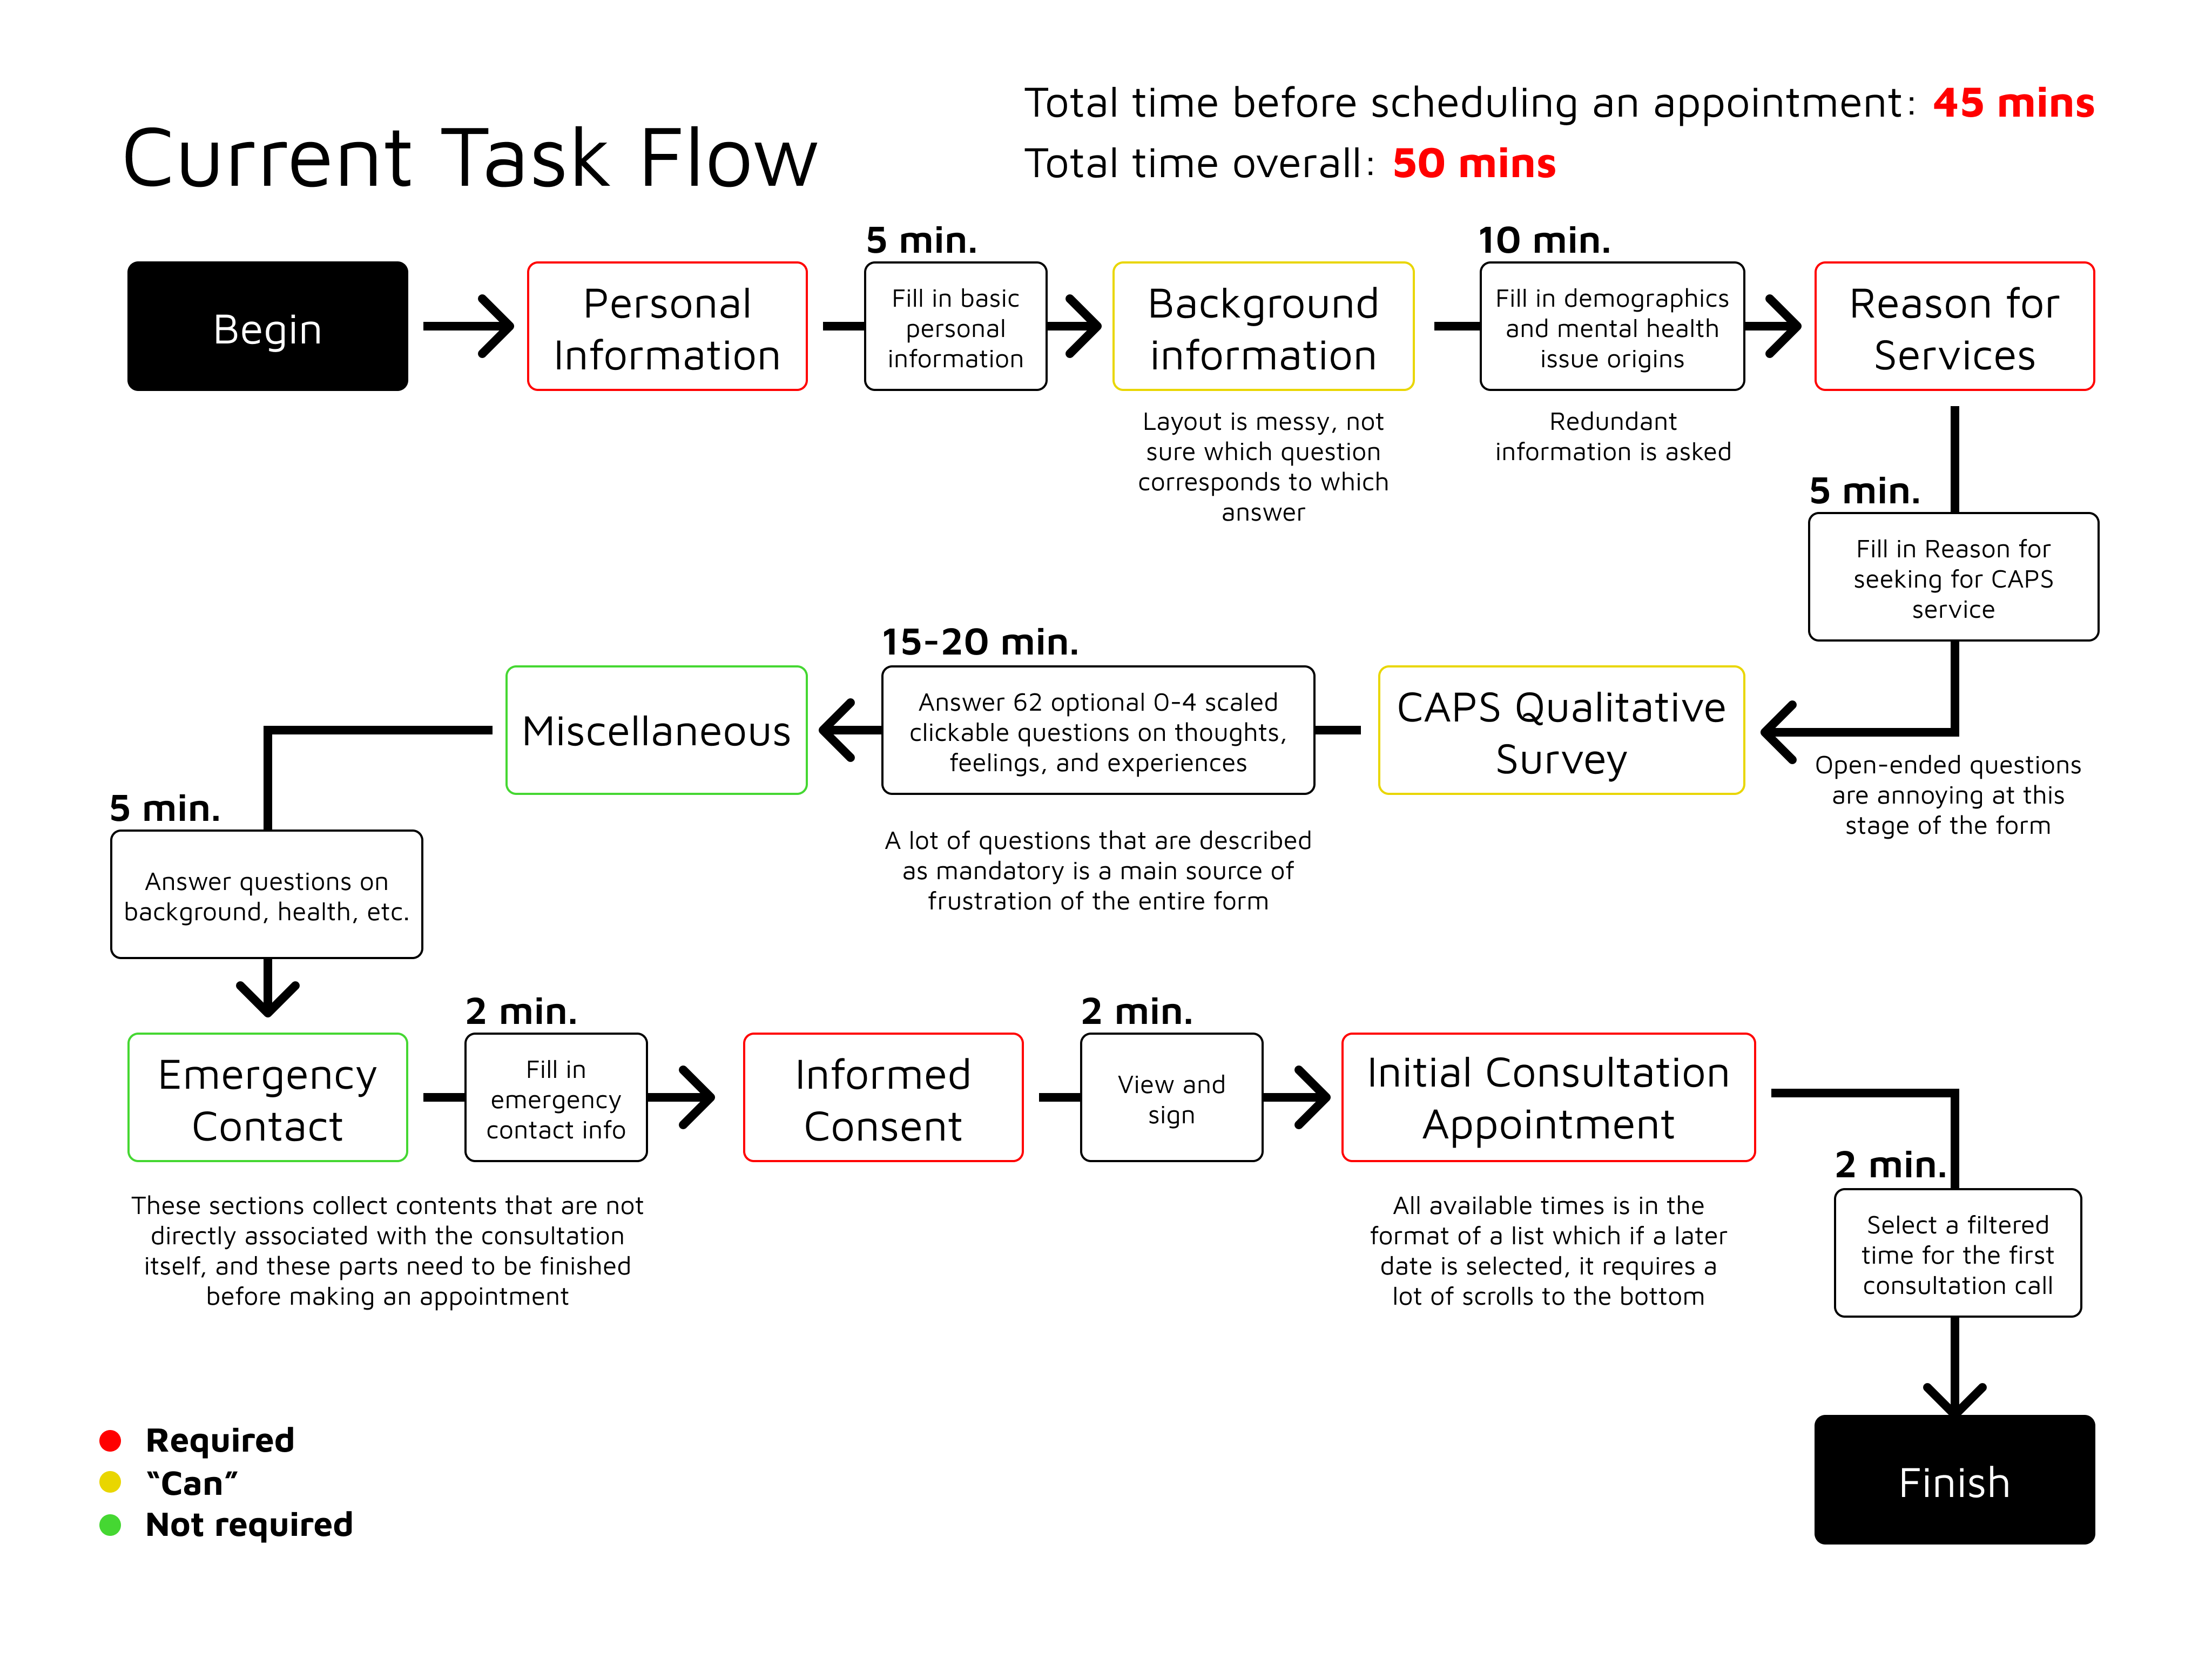 Current Task Flow
Total time before scheduling an appointment: 45 mins
Total time overall: 50 mins
Begin
Personal
Information
5 min.
Fill in basic
personal
information
Background
information
Layout is messy, not
sure which question
corresponds to which
answer
10 min.
Fill in demographics
and mental health
issue origins
Redundant
information is asked
Reason for
Services
5 min.
Fill in Reason for
seeking for CAPS
service
Open-ended questions
are annoying at this
stage of the form
CAPS Qualitative
Survey
15-20 min.
Answer 62 optional 0-4 scaled
clickable questions on thoughts,
feelings, and experiences
A lot of questions that are described
as mandatory is a main source of
frustration of the entire form
Miscellaneous
5 min.
Answer questions on
background, health, etc.
Emergency
Contact
These sections collect contents that are not
directly associated with the consultation
itself, and these parts need to be finished
before making an appointment
2 min.
Fill in
emergency
contact info
Informed
Consent
2 min.
View and
sign
Initial Consultation
Appointment
All available times is in the
format of a list which if a later
date is selected, it requires a
lot of scrolls to the bottom
2 min.
Select a filtered
time for the first
consultation call
Finish
Required
“Can”
Not required